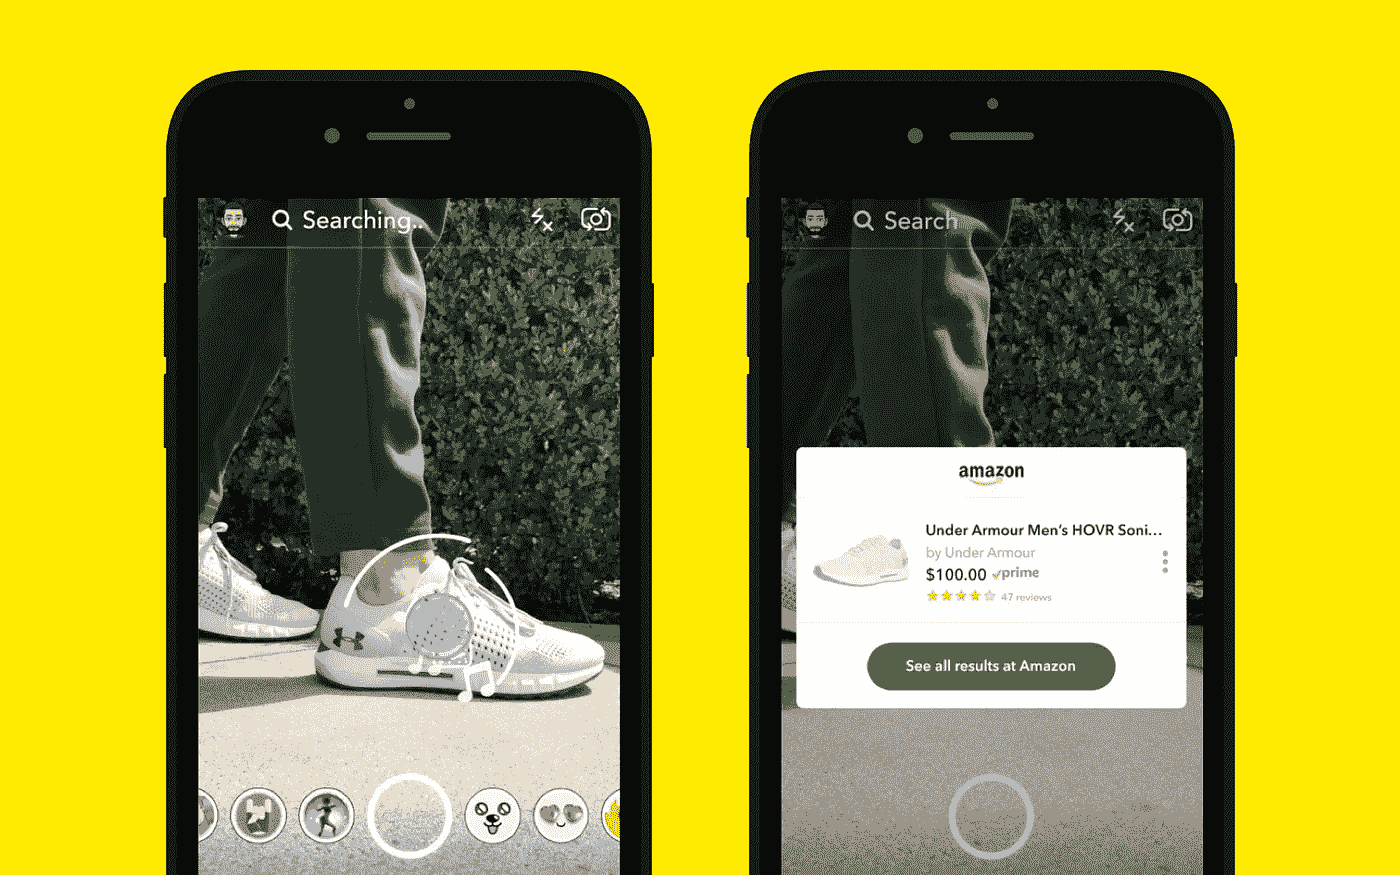 Searching..
Search
amazon
Under Armour Men's HOVR Soni...
by Under Armour
$100.00 prime
47 reviews
See all results at Amazon